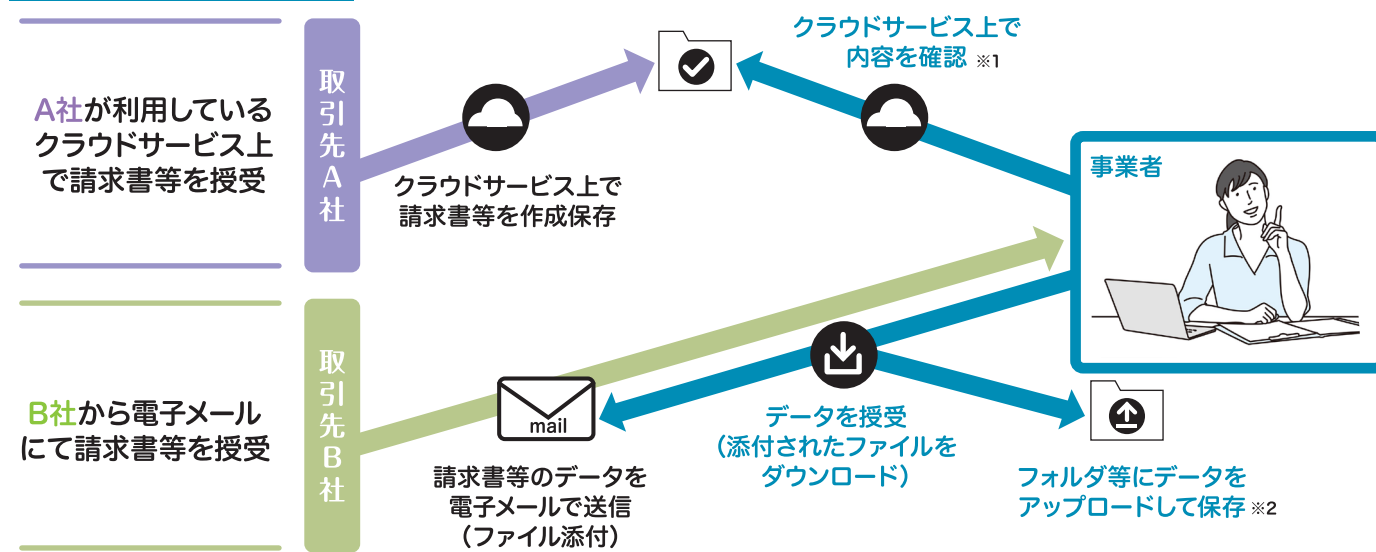 A社が利用している
クラウドサービス上
で請求書等を授受
取引先A社
クラウドサービス上で
請求書等を作成保存
クラウドサービス上で
内容を確認 ※1
事業者
B社から電子メール
にて請求書等を授受
取引先B社
mail
請求書等のデータを
電子メールで送信
（ファイル添付）
データを授受
（添付されたファイルを
ダウンロード）
フォルダ等にデータを
アップロードして保存 ※2